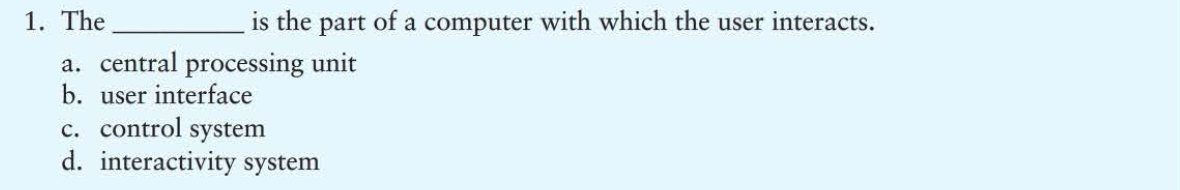 1. The __________ is the part of a computer with which the user interacts.
a. central processing unit
b. user interface
c. control system
d. interactivity system